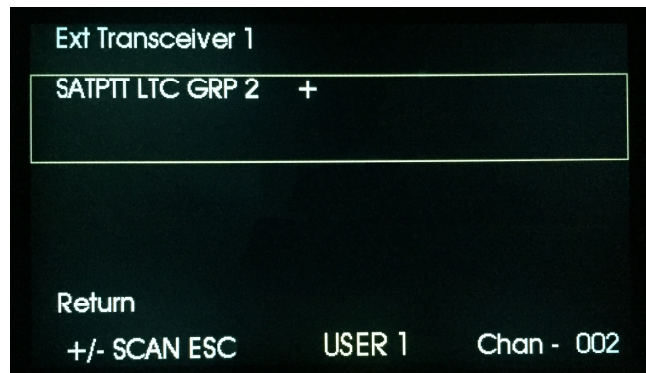 Ext Transceiver 1
SATPTT LTC GRP 2 +
Return
+/- SCAN ESC USER 1 Chan - 002